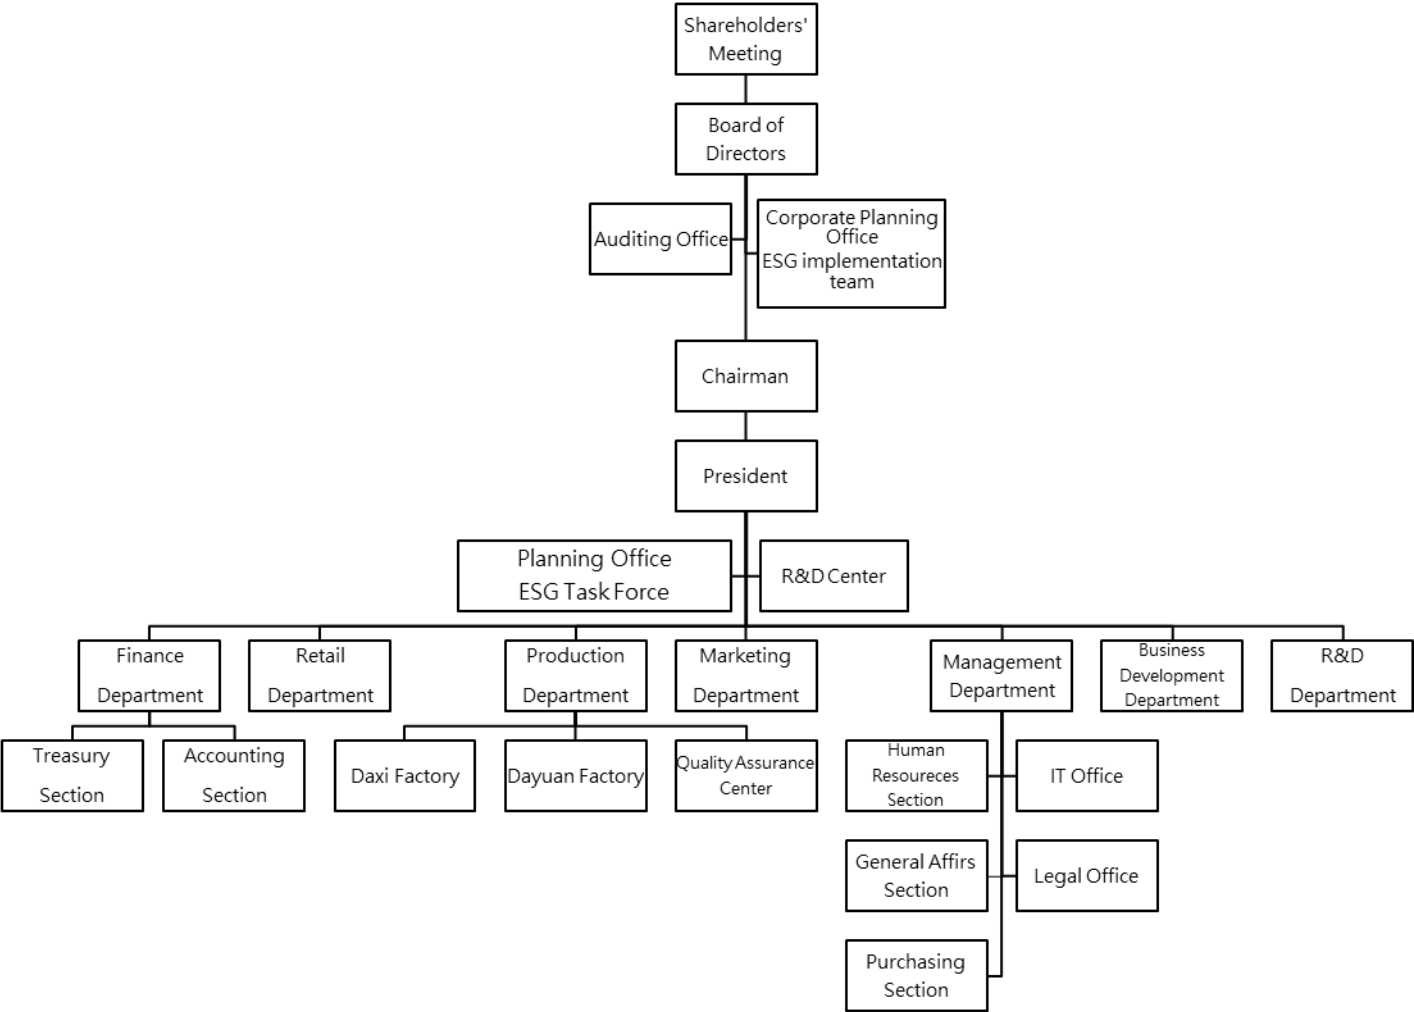 Shareholders'
Meeting
Board of
Directors
Auditing Office
Corporate Planning
Office
ESG implementation
team
Chairman
President
Planning Office
ESG Task Force
R&D Center
Finance
Department
Retail
Department
Production
Department
Marketing
Department
Management
Department
Business
Development
Department
R&D
Department
Treasury
Section
Accounting
Section
Daxi Factory
Dayuan Factory
Quality Assurance
Center
Human
Resoureces
Section
IT Office
General Affirs
Section
Legal Office
Purchasing
Section